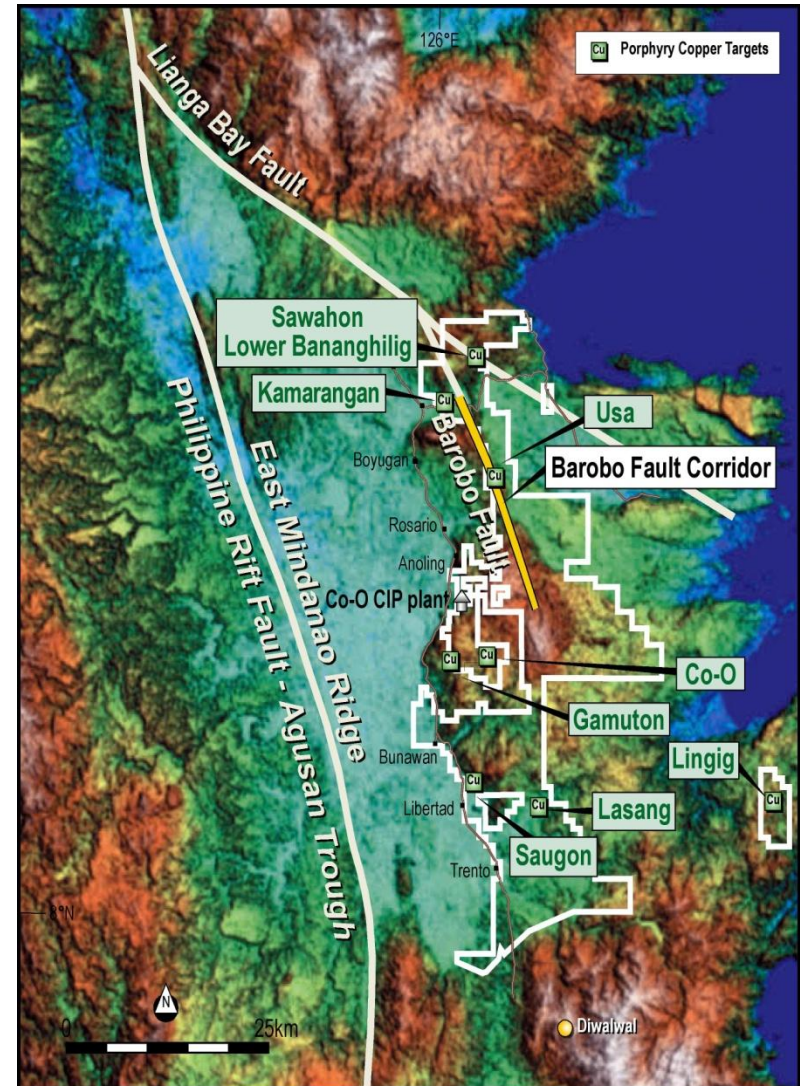 126°E
Cu Porphyry Copper Targets
Lianga Bay Fault
Sawahon
Lower Bananghilig
Cu
Kamarangan
Cu
Usa
Cu
Barobo Fault
Barobo Fault Corridor
Boyugan
Rosario
Anoling
Co-O CIP plant
Philippine Rift Fault - Agusan Trough
East Mindanao Ridge
Cu
Cu
Co-O
Gamuton
Bunawan
Lingig
Cu
Cu
Libertad
Cu
Lasang
Saugon
Trento
8°N
N
0 25km
Diwalwal